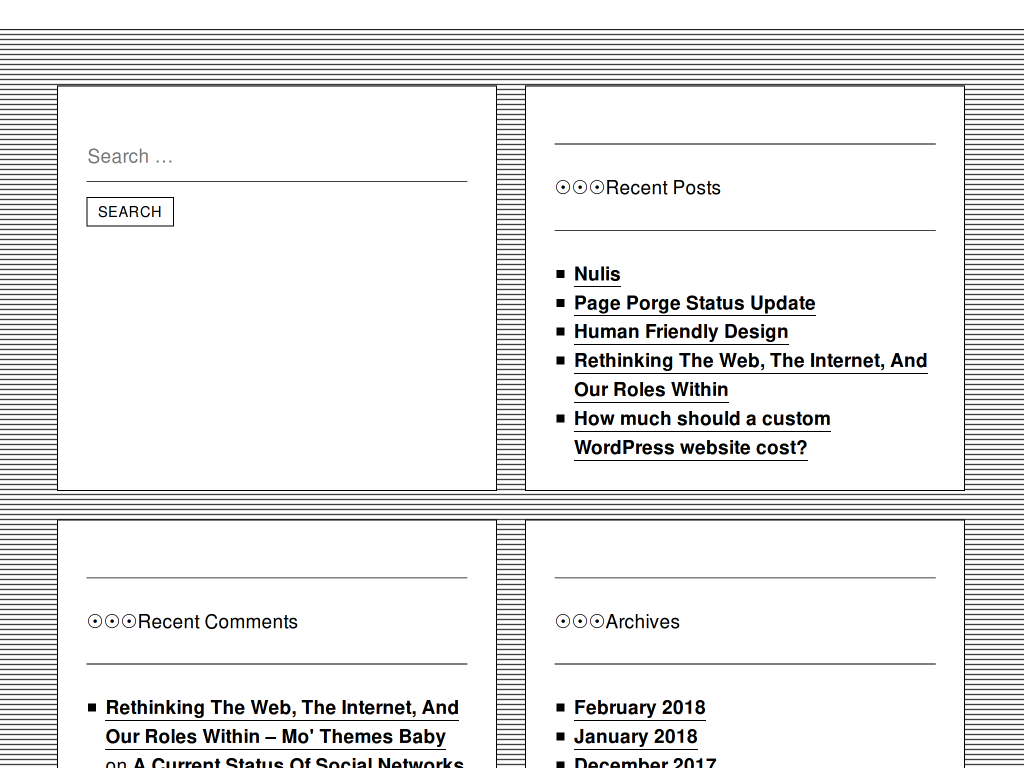 Search …
SEARCH
☉☉☉Recent Posts
Nulis
Page Porge Status Update
Human Friendly Design
Rethinking The Web, The Internet, And
Our Roles Within
How much should a custom
WordPress website cost?
☉☉☉Recent Comments
Rethinking The Web, The Internet, And
Our Roles Within – Mo' Themes Baby
on A Current Status Of Social Networks
☉☉☉Archives
February 2018
January 2018
December 2017